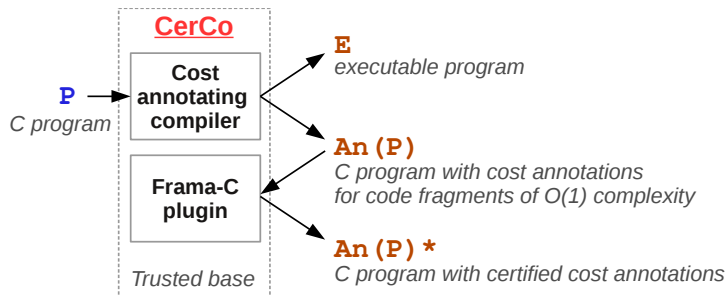 CerCo
P
C program
Cost
annotating
compiler
E
executable program
An(P)
C program with cost annotations
for code fragments of O(1) complexity
Frama-C
plugin
An(P)*
C program with certified cost annotations
Trusted base